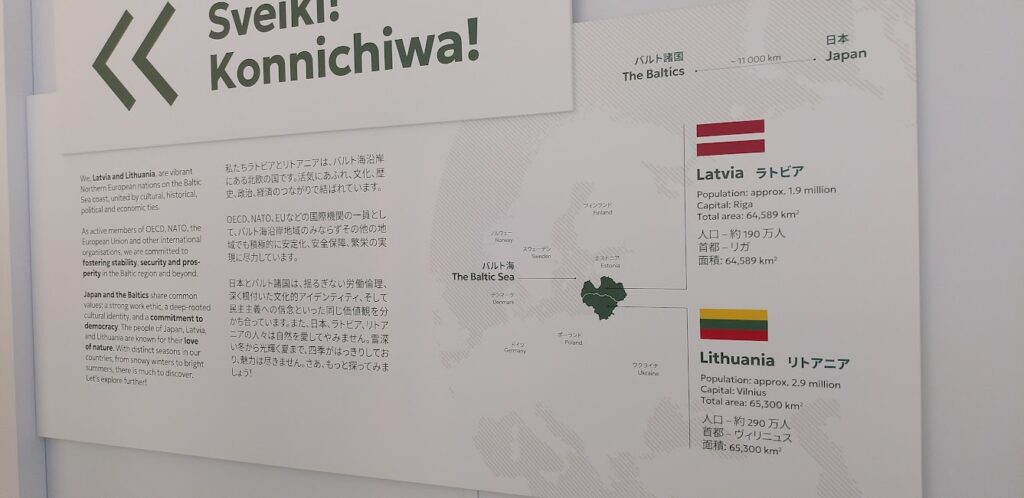 Sveiki!
Konnichiwa!
バルト諸国
The Baltics
~ 11 000 km
日本
Japan
We, Latvia and Lithuania, are vibrant
Northern European nations on the Baltic
Sea coast, united by cultural, historical,
political and economic ties.
As active members of OECD, NATO, the
European Union and other international
organisations, we are committed to
fostering stability, security and pros-
perity in the Baltic region and beyond.
Japan and the Baltics share common
values: a strong work ethic, a deep-rooted
cultural identity, and a commitment to
democracy. The people of Japan, Latvia,
and Lithuania are known for their love
of nature. With distinct seasons in our
countries, from snowy winters to bright
summers, there is much to discover.
Let's explore further!
私たちラトビアとリトアニアは、バルト海沿岸
にある北欧の国です。活気にあふれ、文化、歴
史、政治、経済のつながりで結ばれています。
OECD、NATO、EUなどの国際機関の一員とし
て、バルト海沿岸地域のみならずその他の地
域でも積極的に安定化、安全保障、繁栄の実
現に尽力しています。
日本とバルト諸国は、揺るぎない労働倫理、
深く根付いた文化的アイデンティティ、そして
民主主義への信念といった同じ価値観を分
かち合っています。また、日本、ラトビア、リトア
ニアの人々は自然を愛してやみません。雪深
い冬から光輝く夏まで、四季がはっきりしてお
り、魅力は尽きません。さあ、もっと探ってみま
しょう!
フィンランド
Finland
ノルウェー
Norway
スウェーデン
Sweden
エストニア
Estonia
バルト海
The Baltic Sea
デンマーク
Denmark
ドイツ
Germany
ポーランド
Poland
ウクライナ
Ukraine
Latvia ラトビア
Population: approx. 1.9 million
Capital: Riga
Total area: 64,589 km²
人口 – 約 190 万人
首都 – リガ
面積: 64,589 km²
Lithuania リトアニア
Population: approx. 2.9 million
Capital: Vilnius
Total area: 65,300 km²
人口 – 約 290 万人
首都 – ヴィリニュス
面積: 65,300 km²